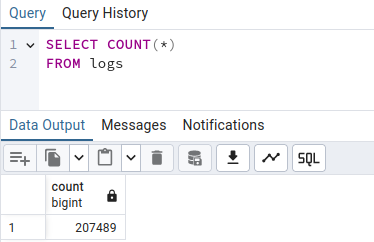 Query Query History
1 SELECT COUNT(*)
2 FROM logs
Data Output Messages Notifications
SQL
count
bigint
1 207489